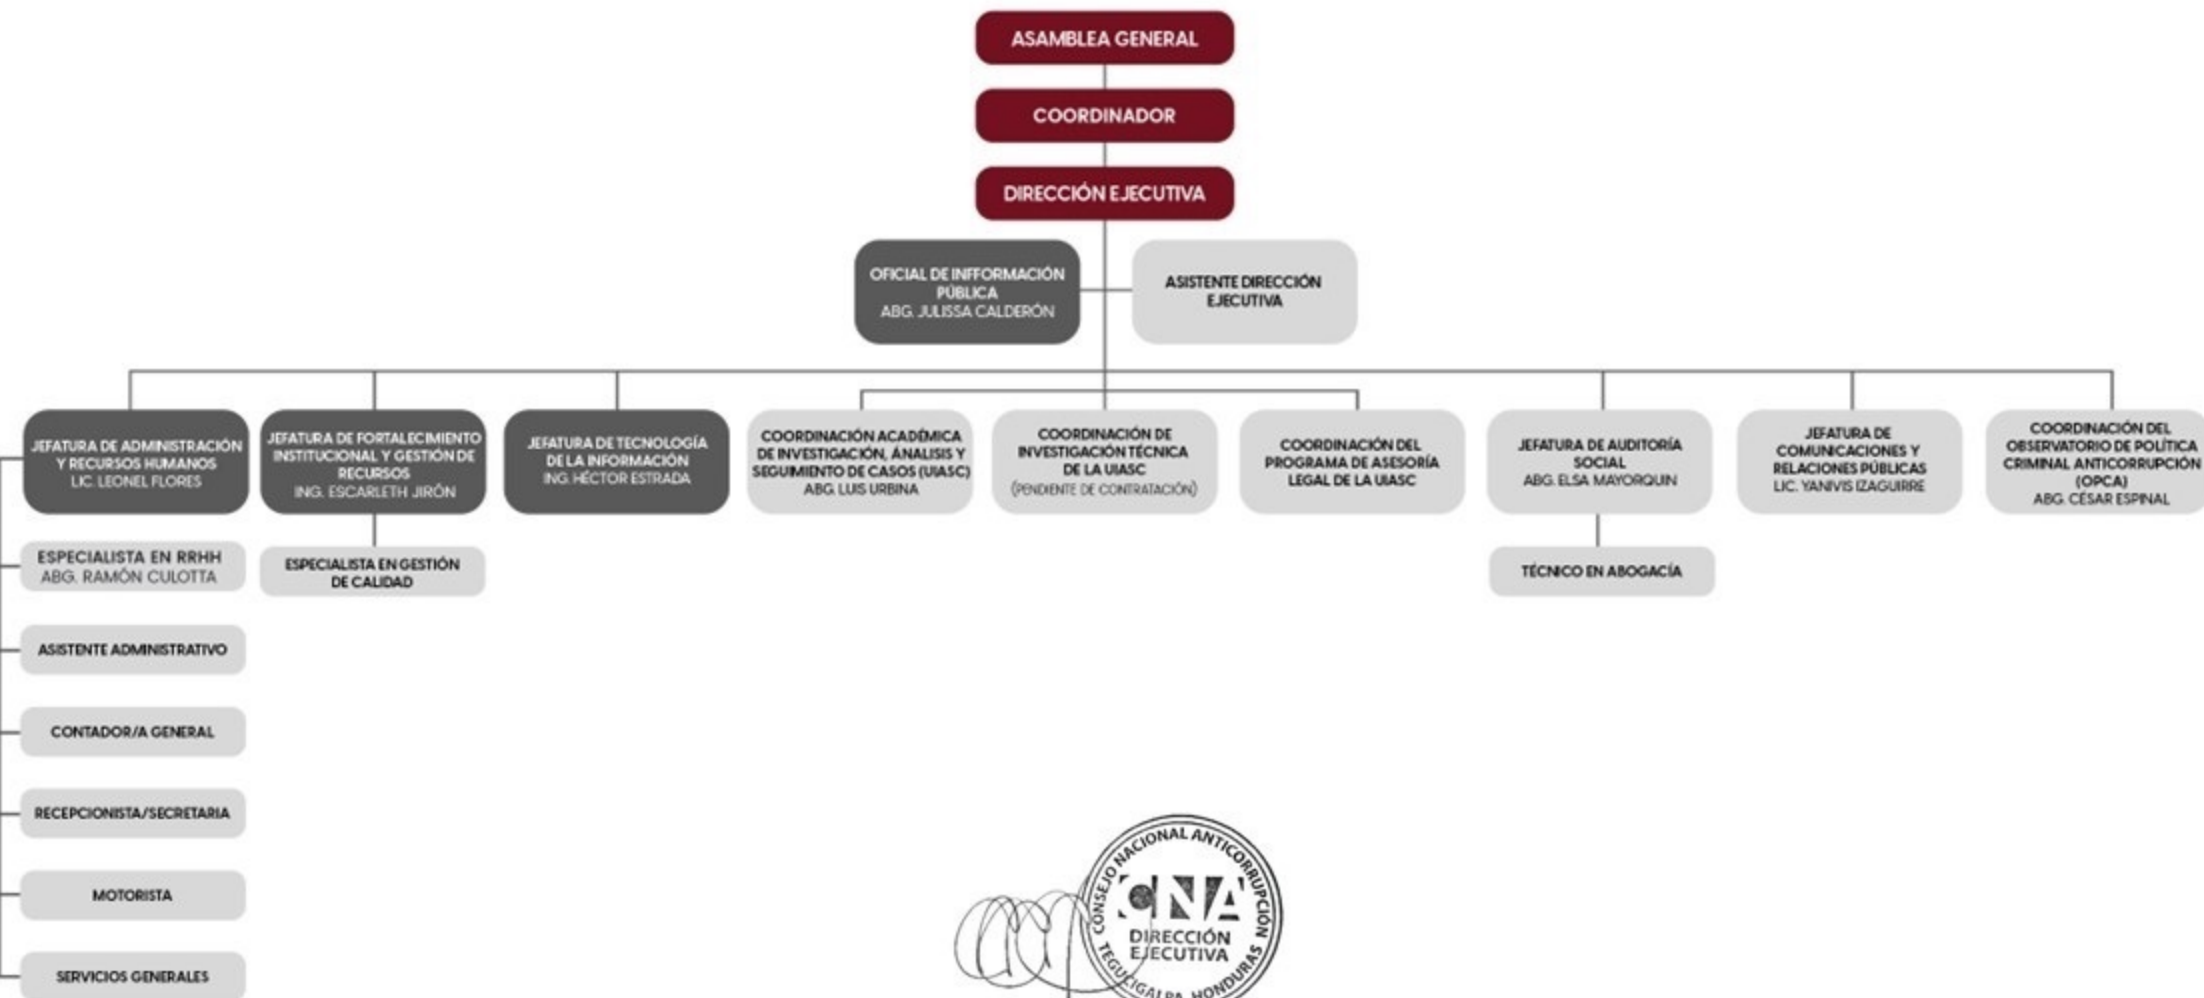 ASAMBLEA GENERAL
COORDINADOR
DIRECCIÓN EJECUTIVA
OFICIAL DE INFFORMACIÓN
PÚBLICA
ABG. JULISSA CALDERÓN
ASISTENTE DIRECCIÓN
EJECUTIVA
JEFATURA DE ADMINISTRACIÓN
Y RECURSOS HUMANOS
LIC. LEONEL FLORES
JEFATURA DE FORTALECIMIENTO
INSTITUCIONAL Y GESTIÓN DE
RECURSOS
ING. ESCARLETH JIRÓN
JEFATURA DE TECNOLOGÍA
DE LA INFORMACIÓN
ING. HÉCTOR ESTRADA
COORDINACIÓN ACADÉMICA
DE INVESTIGACIÓN, ÁNALISIS Y
SEGUIMIENTO DE CASOS (UIASC)
ABG. LUIS URBINA
COORDINACIÓN DE
INVESTIGACIÓN TÉCNICA
DE LA UIASC
(PENDIENTE DE CONTRATACIÓN)
COORDINACIÓN DEL
PROGRAMA DE ASESORÍA
LEGAL DE LA UIASC
JEFATURA DE AUDITORÍA
SOCIAL
ABG. ELSA MAYORQUIN
JEFATURA DE
COMUNICACIONES Y
RELACIONES PÚBLICAS
LIC. YANIVIS IZAGUIRRE
COORDINACIÓN DEL
OBSERVATORIO DE POLÍTICA
CRIMINAL ANTICORRUPCIÓN
(OPCA)
ABG. CÉSAR ESPINAL
ESPECIALISTA EN RRHH
ABG. RAMÓN CULOTTA
ESPECIALISTA EN GESTIÓN
DE CALIDAD
TÉCNICO EN ABOGACÍA
ASISTENTE ADMINISTRATIVO
CONTADOR/A GENERAL
RECEPCIONISTA/SECRETARIA
MOTORISTA
SERVICIOS GENERALES
CONSEJO NACIONAL ANTICORRUPCIÓN
CNA
DIRECCIÓN
EJECUTIVA
TEGUCIGALPA, HONDURAS